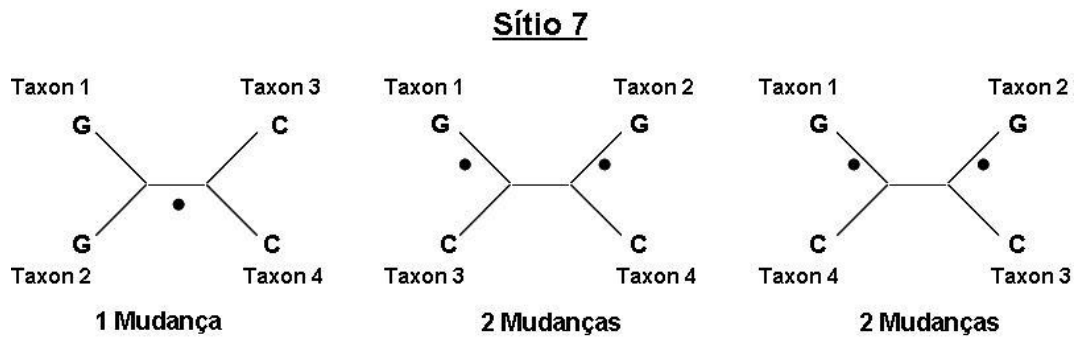 Sítio 7
Taxon 1 Taxon 3 Taxon 1 Taxon 2 Taxon 1 Taxon 2
G C G G G G
G C C C C C
Taxon 2 Taxon 4 Taxon 3 Taxon 4 Taxon 4 Taxon 3
1 Mudança 2 Mudanças 2 Mudanças